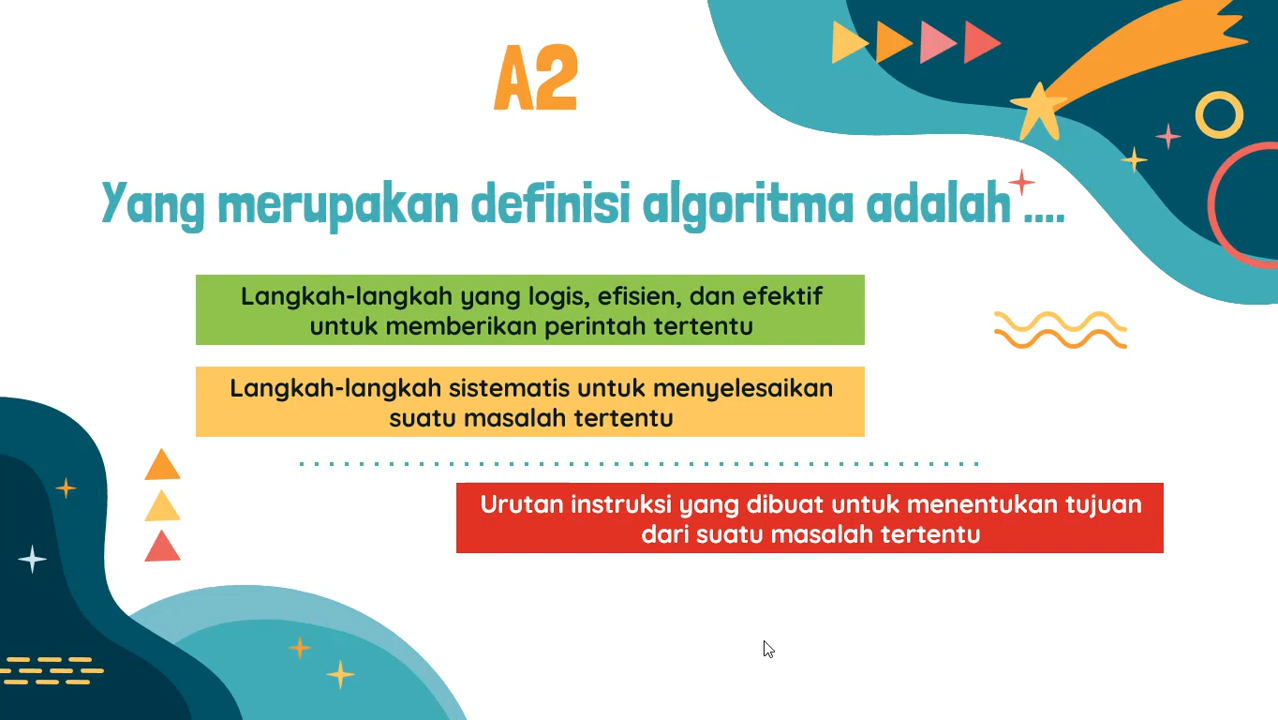 A2
Yang merupakan definisi algoritma adalah ....
Langkah-langkah yang logis, efisien, dan efektif
untuk memberikan perintah tertentu
Langkah-langkah sistematis untuk menyelesaikan
suatu masalah tertentu
Urutan instruksi yang dibuat untuk menentukan tujuan
dari suatu masalah tertentu